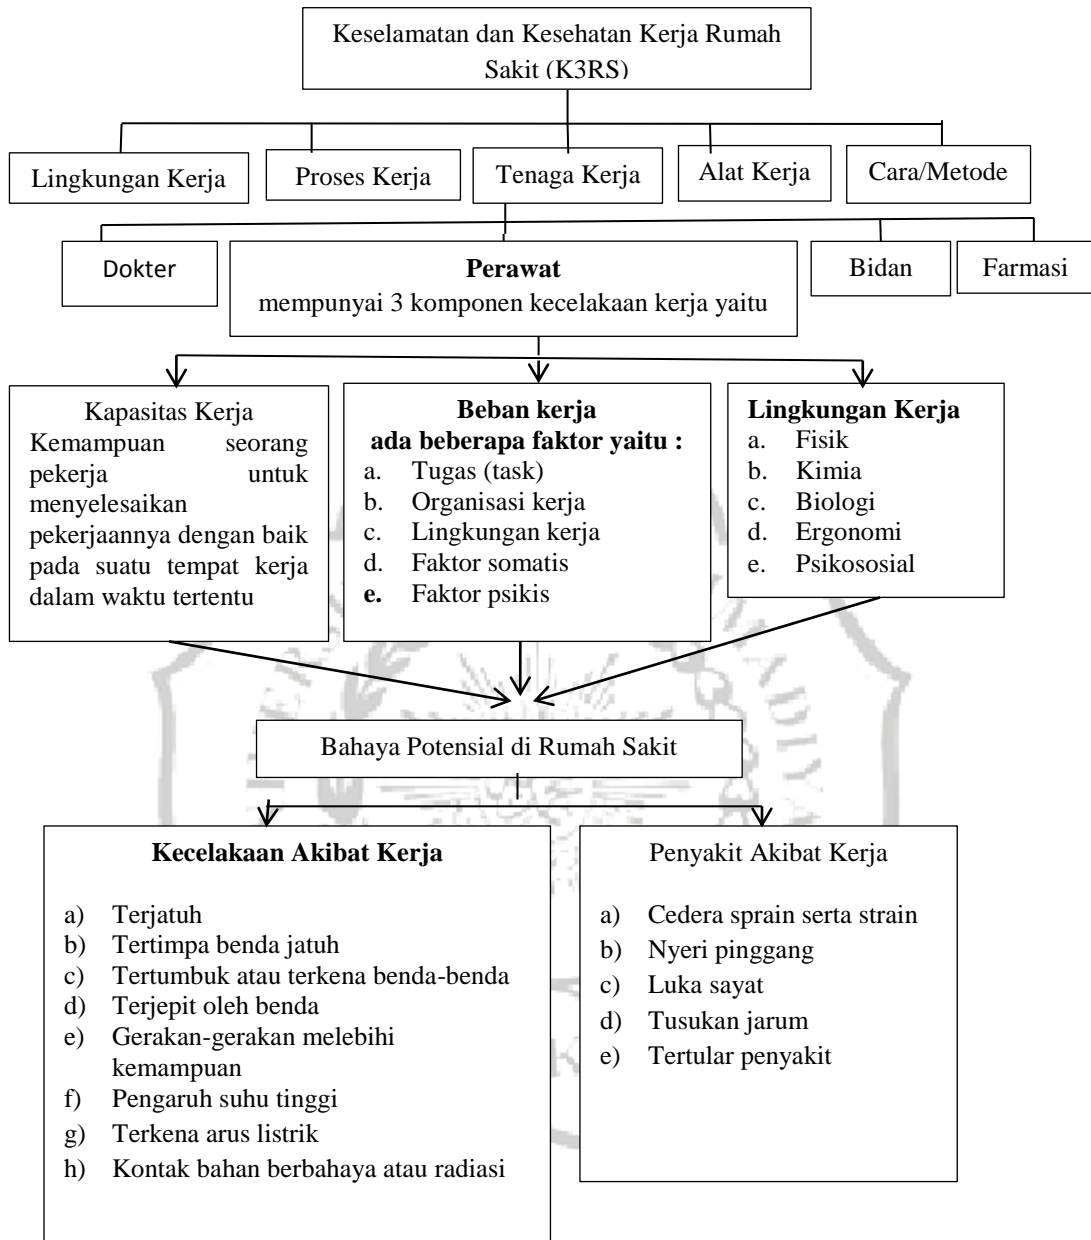 Keselamatan dan Kesehatan Kerja Rumah
Sakit (K3RS)
Lingkungan Kerja
Proses Kerja
Tenaga Kerja
Alat Kerja
Cara/Metode
Dokter
Perawat
mempunyai 3 komponen kecelakaan kerja yaitu
Bidan
Farmasi
Kapasitas Kerja
Kemampuan seorang
pekerja untuk
menyelesaikan
pekerjaannya dengan baik
pada suatu tempat kerja
dalam waktu tertentu
Beban kerja
ada beberapa faktor yaitu :
a. Tugas (task)
b. Organisasi kerja
c. Lingkungan kerja
d. Faktor somatis
e. Faktor psikis
Lingkungan Kerja
a. Fisik
b. Kimia
c. Biologi
d. Ergonomi
e. Psikososial
Bahaya Potensial di Rumah Sakit
Kecelakaan Akibat Kerja
a) Terjatuh
b) Tertimpa benda jatuh
c) Tertumbuk atau terkena benda-benda
d) Terjepit oleh benda
e) Gerakan-gerakan melebihi
kemampuan
f) Pengaruh suhu tinggi
g) Terkena arus listrik
h) Kontak bahan berbahaya atau radiasi
Penyakit Akibat Kerja
a) Cedera sprain serta strain
b) Nyeri pinggang
c) Luka sayat
d) Tusukan jarum
e) Tertular penyakit